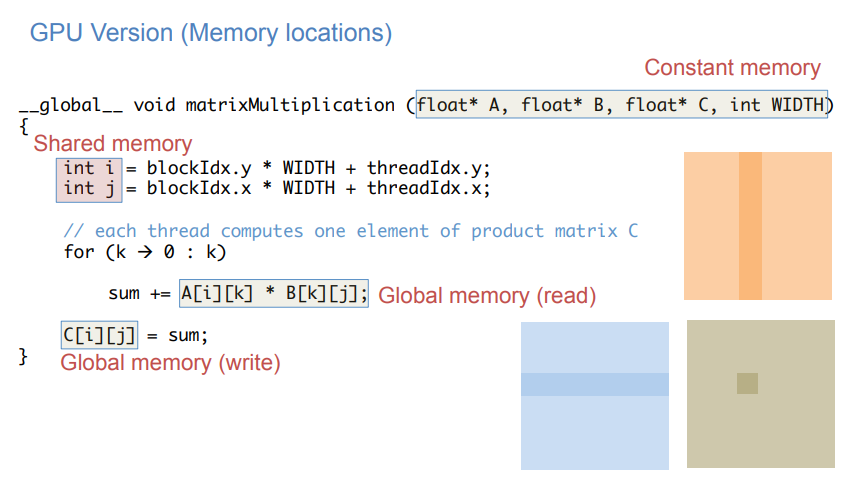 GPU Version (Memory locations)
Constant memory
__global__ void matrixMultiplication (float* A, float* B, float* C, int WIDTH)
{
Shared memory
int i = blockIdx.y * WIDTH + threadIdx.y;
int j = blockIdx.x * WIDTH + threadIdx.x;
// each thread computes one element of product matrix C
for (k → 0 : k)
sum += A[i][k] * B[k][j]; Global memory (read)
C[i][j] = sum;
}
Global memory (write)